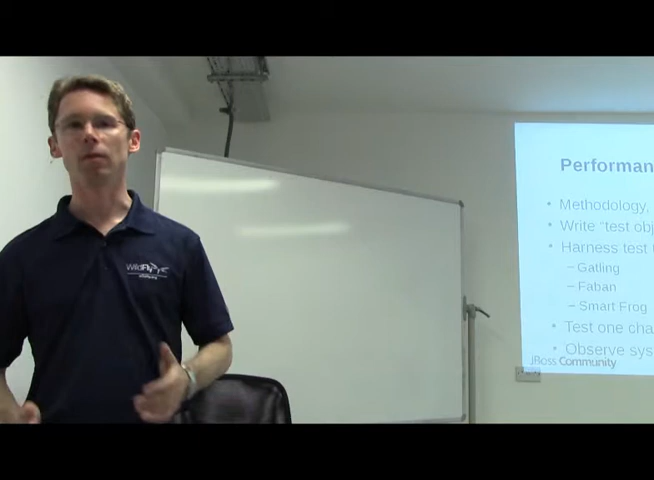 WildFly
Performan
• Methodology,
• Write "test obj
• Harness test
– Gatling
– Faban
– Smart Frog
• Test one cha
• Observe sys
JBoss Community